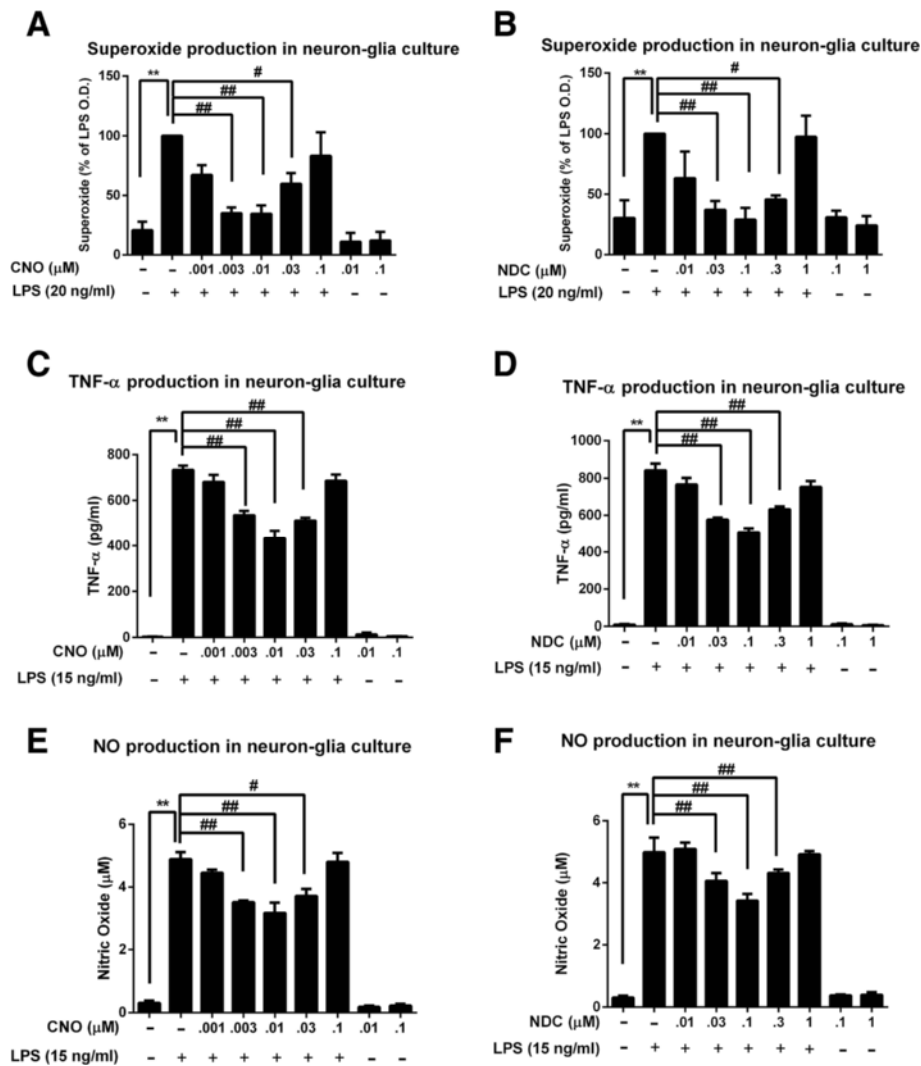 A
Superoxide production in neuron-glia culture
Superoxide (% of LPS O.D.)
150
100
50
0
** ## ## #
CNO (μM) – – .001 .003 .01 .03 .1 .01 .1
LPS (20 ng/ml) – + + + + + + – –
B
Superoxide production in neuron-glia culture
Superoxide (% of LPS O.D.)
150
100
50
0
** ## ## #
NDC (μM) – – .01 .03 .1 .3 1 .1 1
LPS (20 ng/ml) – + + + + + + – –
C
TNF-α production in neuron-glia culture
TNF-α (pg/ml)
800
600
400
200
0
** ## ## ##
CNO (μM) – – .001 .003 .01 .03 .1 .01 .1
LPS (15 ng/ml) – + + + + + + – –
D
TNF-α production in neuron-glia culture
TNF-α (pg/ml)
1000
800
600
400
200
0
** ## ## ##
NDC (μM) – – .01 .03 .1 .3 1 .1 1
LPS (15 ng/ml) – + + + + + + – –
E
NO production in neuron-glia culture
Nitric Oxide (μM)
6
4
2
0
** ## ## #
CNO (μM) – – .001 .003 .01 .03 .1 .01 .1
LPS (15 ng/ml) – + + + + + + – –
F
NO production in neuron-glia culture
Nitric Oxide (μM)
6
4
2
0
** ## ## ##
NDC (μM) – – .01 .03 .1 .3 1 .1 1
LPS (15 ng/ml) – + + + + + + – –